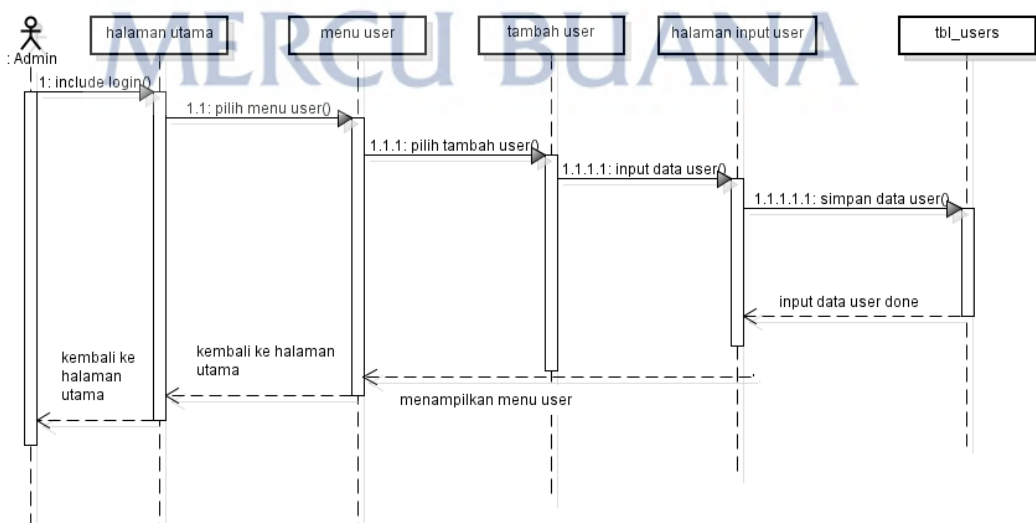 MERCU BUANA
halaman utama
menu user
tambah user
halaman input user
tbl_users
: Admin
1: include login()
1.1: pilih menu user()
1.1.1: pilih tambah user()
1.1.1.1: input data user()
1.1.1.1.1: simpan data user()
input data user done
kembali ke halaman
utama
kembali ke
halaman
utama
menampilkan menu user